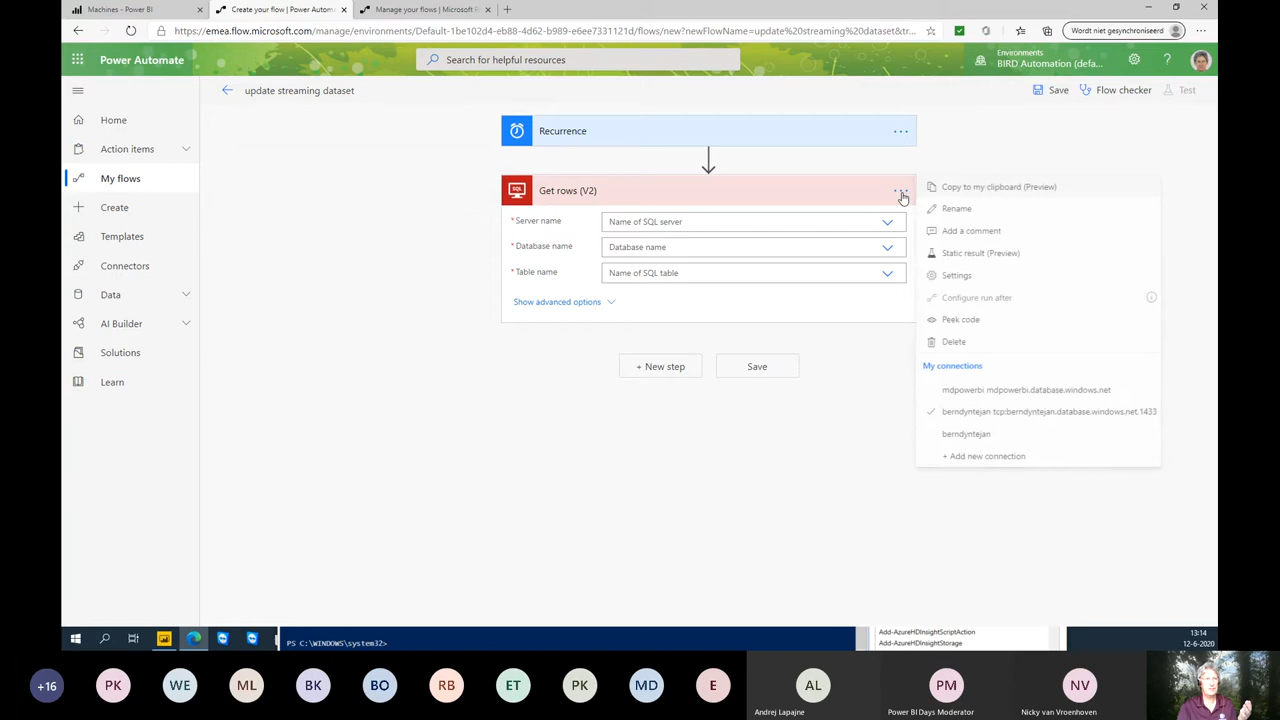 Machines - Power BI
Create your flow | Power Automa
Manage your flows | Microsoft P
https://emea.flow.microsoft.com/manage/environments/Default-1be102d4-eb88-4d62-b989-e6ee7331121d/flows/new?newFlowName=update%20streaming%20dataset&tr...
Wordt niet gesynchroniseerd
Power Automate
Search for helpful resources
Environments
BIRD Automation (defa...
update streaming dataset
Save
Flow checker
Test
Home
Action items
My flows
Create
Templates
Connectors
Data
AI Builder
Solutions
Learn
Recurrence
SQL
Get rows (V2)
* Server name
Name of SQL server
* Database name
Database name
* Table name
Name of SQL table
Show advanced options
+ New step
Save
Copy to my clipboard (Preview)
Rename
Add a comment
Static result (Preview)
Settings
Configure run after
Peek code
Delete
My connections
mdpowerbi mdpowerbi.database.windows.net
berndyntejan tcp:berndyntejan.database.windows.net,1433
berndyntejan
+ Add new connection
PS C:\WINDOWS\system32>
Add-AzureHDInsightScriptAction
Add-AzureHDInsightStorage
13:14
12-6-2020
+16
PK
WE
ML
BK
BO
RB
ET
PK
MD
E
AL
PM
NV
Andrej Lapajne
Power BI Days Moderator
Nicky van Vroenhoven